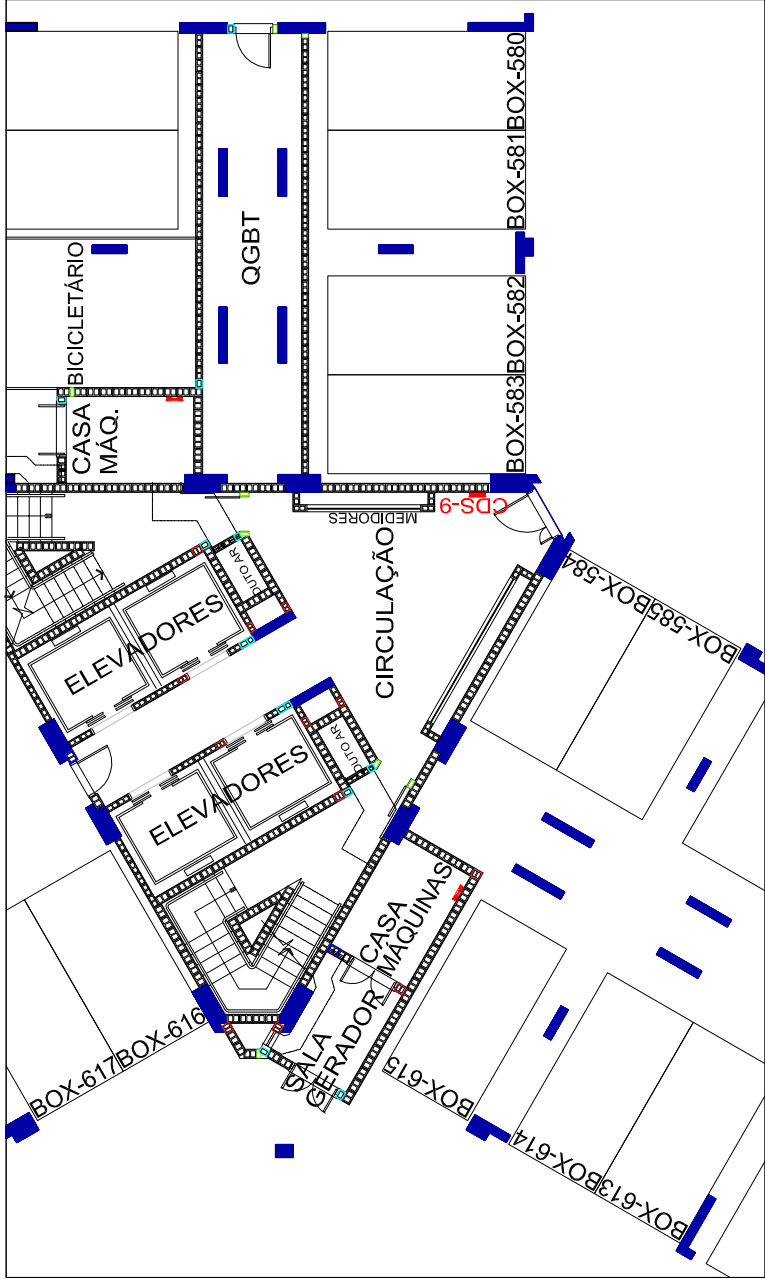 BOX-580
BOX-581
BOX-582
BOX-583
QGBT
BICICLETÁRIO
CASA
MÁQ.
MEDIDORES
CDS-9
CIRCULAÇÃO
DUTO AR
ELEVADORES
ELEVADORES
DUTO AR
BOX-584
BOX-585
CASA
MÁQUINAS
SALA
GERADOR
BOX-617
BOX-616
BOX-615
BOX-614
BOX-613